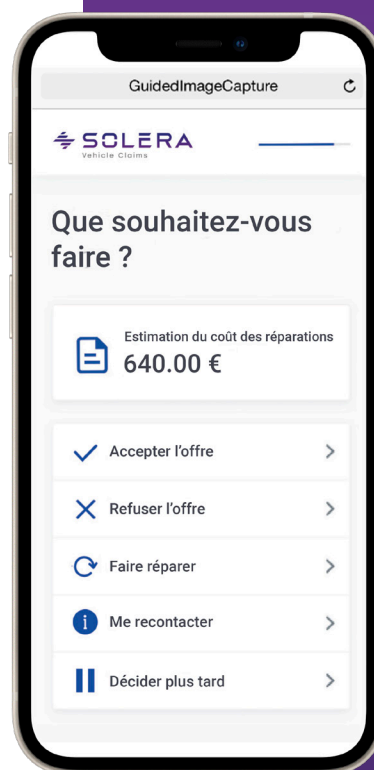 GuidedImageCapture
SOLERA
Vehicle Claims
Que souhaitez-vous
faire ?
Estimation du coût des réparations
640.00 €
Accepter l'offre
Refuser l'offre
Faire réparer
Me recontacter
Décider plus tard